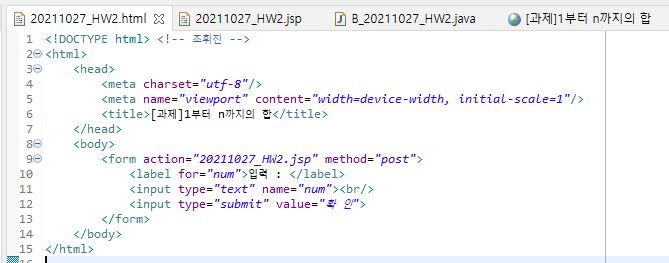 20211027_HW2.html 20211027_HW2.jsp B_20211027_HW2.java [과제]1부터 n까지의 합
1 <!DOCTYPE html> <!-- 조휘진 -->
2 <html>
3 <head>
4 <meta charset="utf-8"/>
5 <meta name="viewport" content="width=device-width, initial-scale=1"/>
6 <title>[과제]1부터 n까지의 합</title>
7 </head>
8 <body>
9 <form action="20211027_HW2.jsp" method="post">
10 <label for="num">입력 : </label>
11 <input type="text" name="num"><br/>
12 <input type="submit" value="확 인">
13 </form>
14 </body>
15 </html>
16